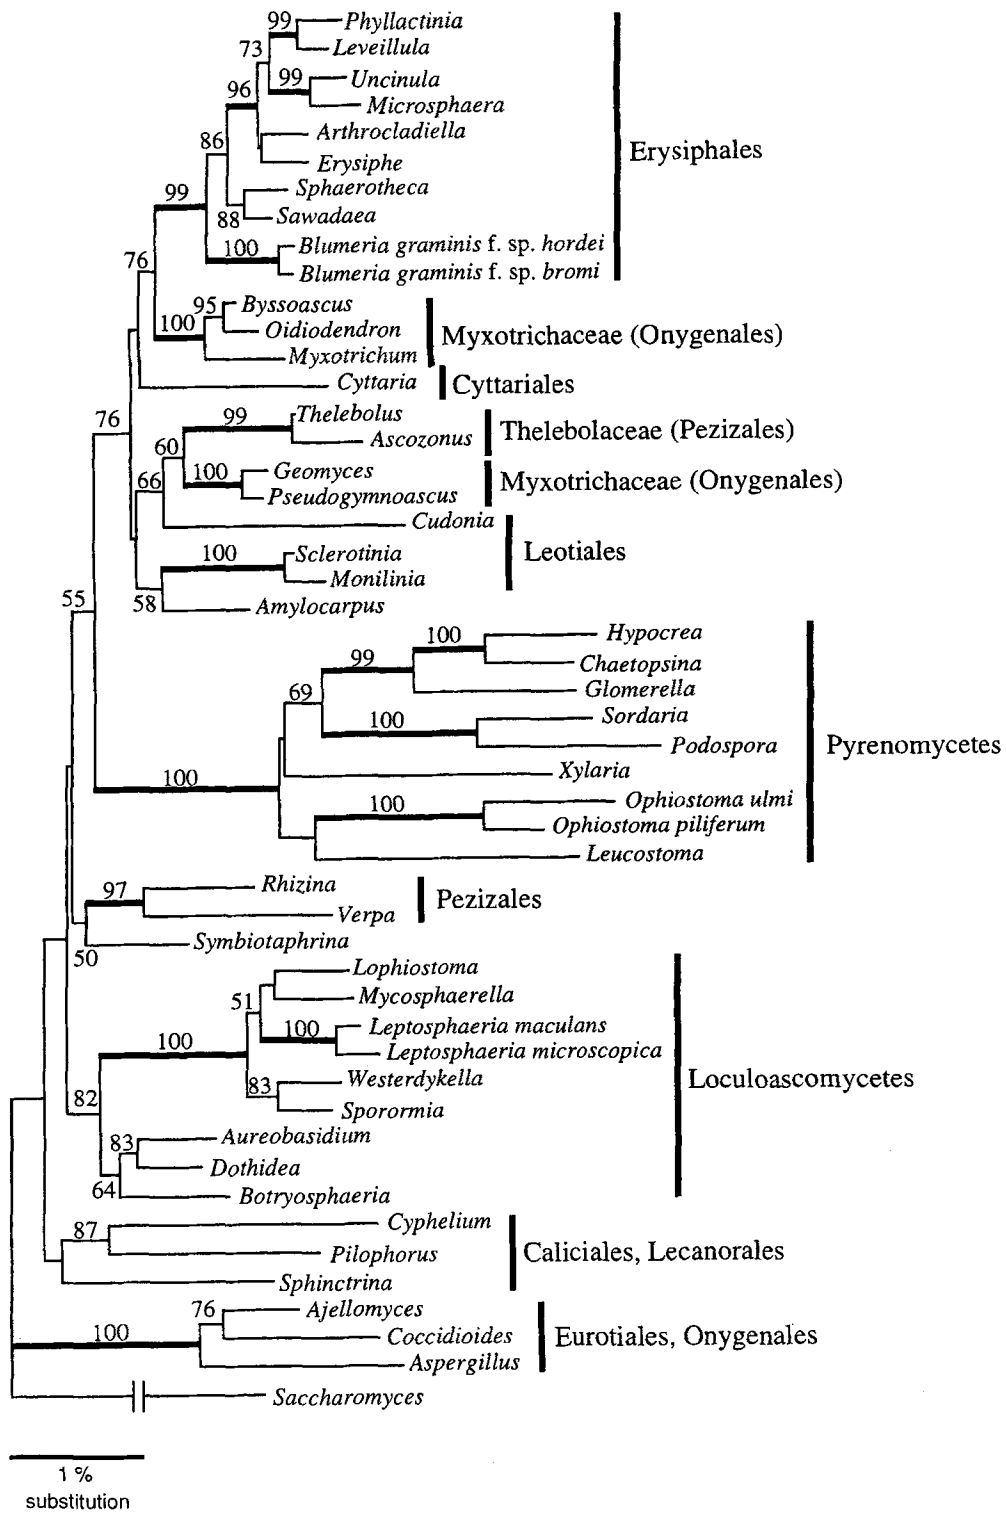 99
Phyllactinia
73
Leveillula
99
Uncinula
96
Microsphaera
Arthrocladiella
86
Erysiphe
Erysiphales
99
Sphaerotheca
88
Sawadaea
100
Blumeria graminis f. sp. hordei
76
Blumeria graminis f. sp. bromi
95
Byssoascus
100
Oidiodendron
Myxotrichaceae (Onygenales)
Myxotrichum
Cyttaria
Cyttariales
76
99
Thelebolus
60
Ascozonus
Thelebolaceae (Pezizales)
66
100
Geomyces
Pseudogymnoascus
Myxotrichaceae (Onygenales)
Cudonia
100
Sclerotinia
Leotiales
Monilinia
55
58
Amylocarpus
100
Hypocrea
99
Chaetopsina
69
Glomerella
100
Sordaria
Podospora
Pyrenomycetes
100
Xylaria
100
Ophiostoma ulmi
Ophiostoma piliferum
Leucostoma
97
Rhizina
Verpa
Pezizales
Symbiotaphrina
50
Lophiostoma
51
Mycosphaerella
100
100
Leptosphaeria maculans
Leptosphaeria microscopica
83
Westerdykella
Loculoascomycetes
82
Sporormia
83
Aureobasidium
Dothidea
64
Botryosphaeria
87
Cyphelium
Pilophorus
Caliciales, Lecanorales
Sphinctrina
76
Ajellomyces
100
Coccidioides
Eurotiales, Onygenales
Aspergillus
Saccharomyces
1 %
substitution